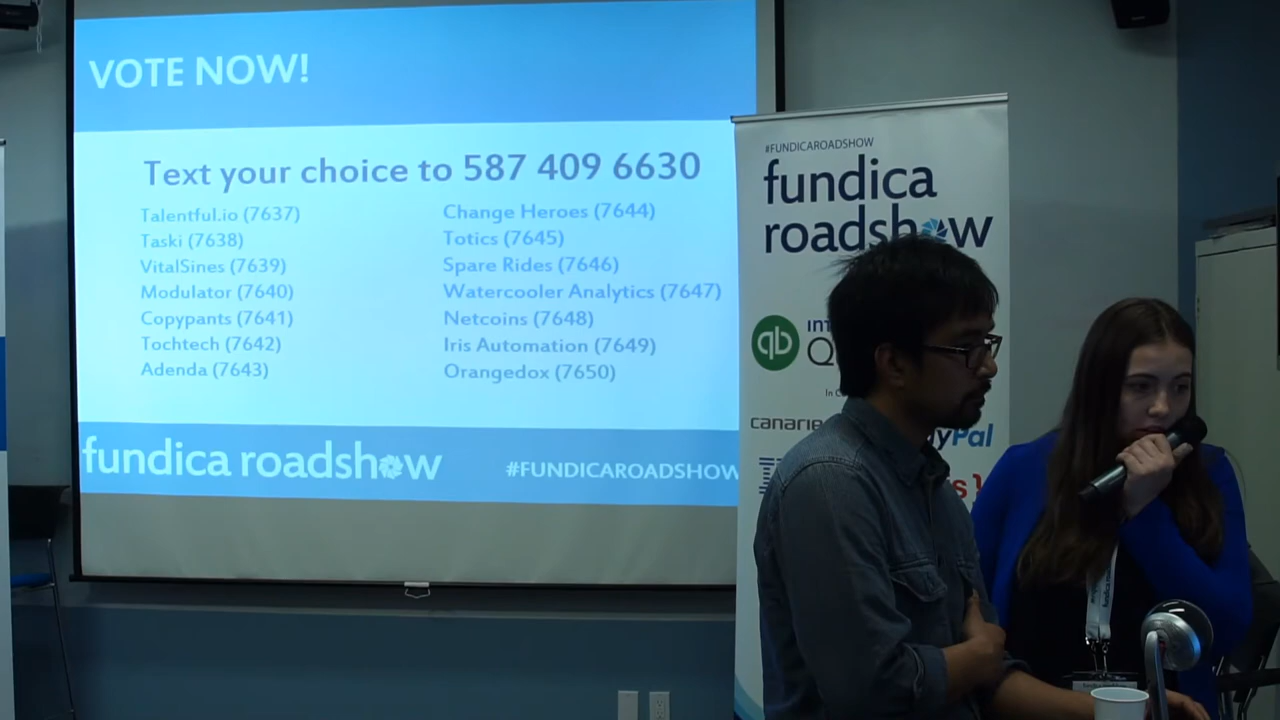 VOTE NOW!
Text your choice to 587 409 6630
Talentful.io (7637)
Taski (7638)
VitalSines (7639)
Modulator (7640)
Copypants (7641)
Tochtech (7642)
Adenda (7643)
Change Heroes (7644)
Totics (7645)
Spare Rides (7646)
Watercooler Analytics (7647)
Netcoins (7648)
Iris Automation (7649)
Orangedox (7650)
fundica roadshow
#FUNDICAROADSHOW
#FUNDICAROADSHOW
fundica
roadshow
qb
canarie
yPal